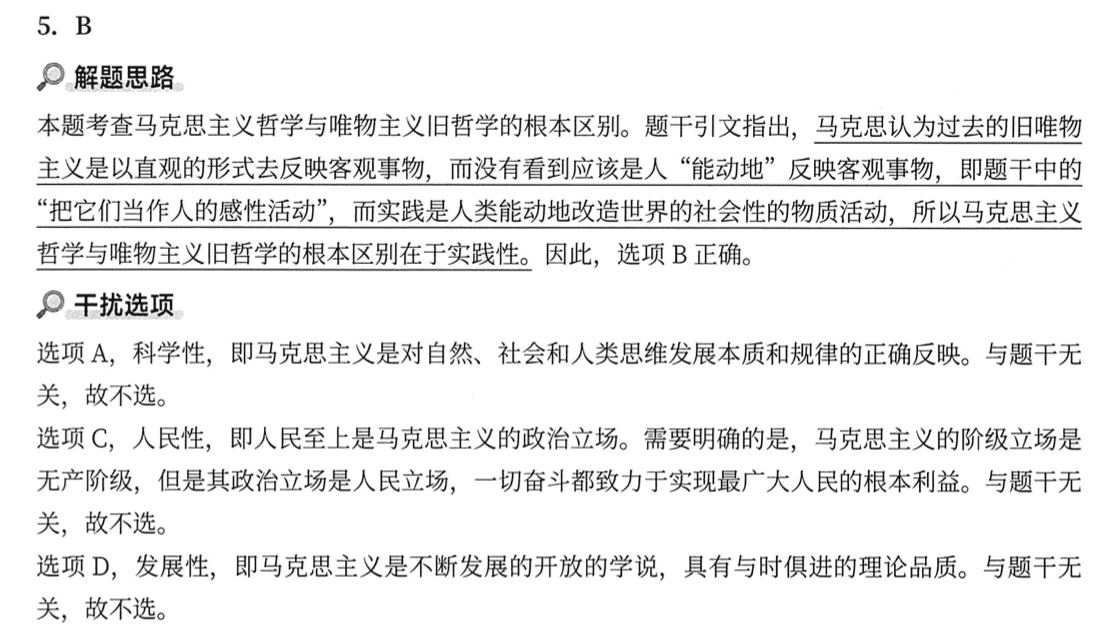 5. B
解题思路
本题考查马克思主义哲学与唯物主义旧哲学的根本区别。题干引文指出，马克思认为过去的旧唯物
主义是以直观的形式去反映客观事物，而没有看到应该是人“能动地”反映客观事物，即题干中的
“把它们当作人的感性活动”，而实践是人类能动地改造世界的社会性的物质活动，所以马克思主义
哲学与唯物主义旧哲学的根本区别在于实践性。因此，选项 B 正确。
干扰选项
选项 A，科学性，即马克思主义是对自然、社会和人类思维发展本质和规律的正确反映。与题干无
关，故不选。
选项 C，人民性，即人民至上是马克思主义的政治立场。需要明确的是，马克思主义的阶级立场是
无产阶级，但是其政治立场是人民立场，一切奋斗都致力于实现最广大人民的根本利益。与题干无
关，故不选。
选项 D，发展性，即马克思主义是不断发展的开放的学说，具有与时俱进的理论品质。与题干无
关，故不选。